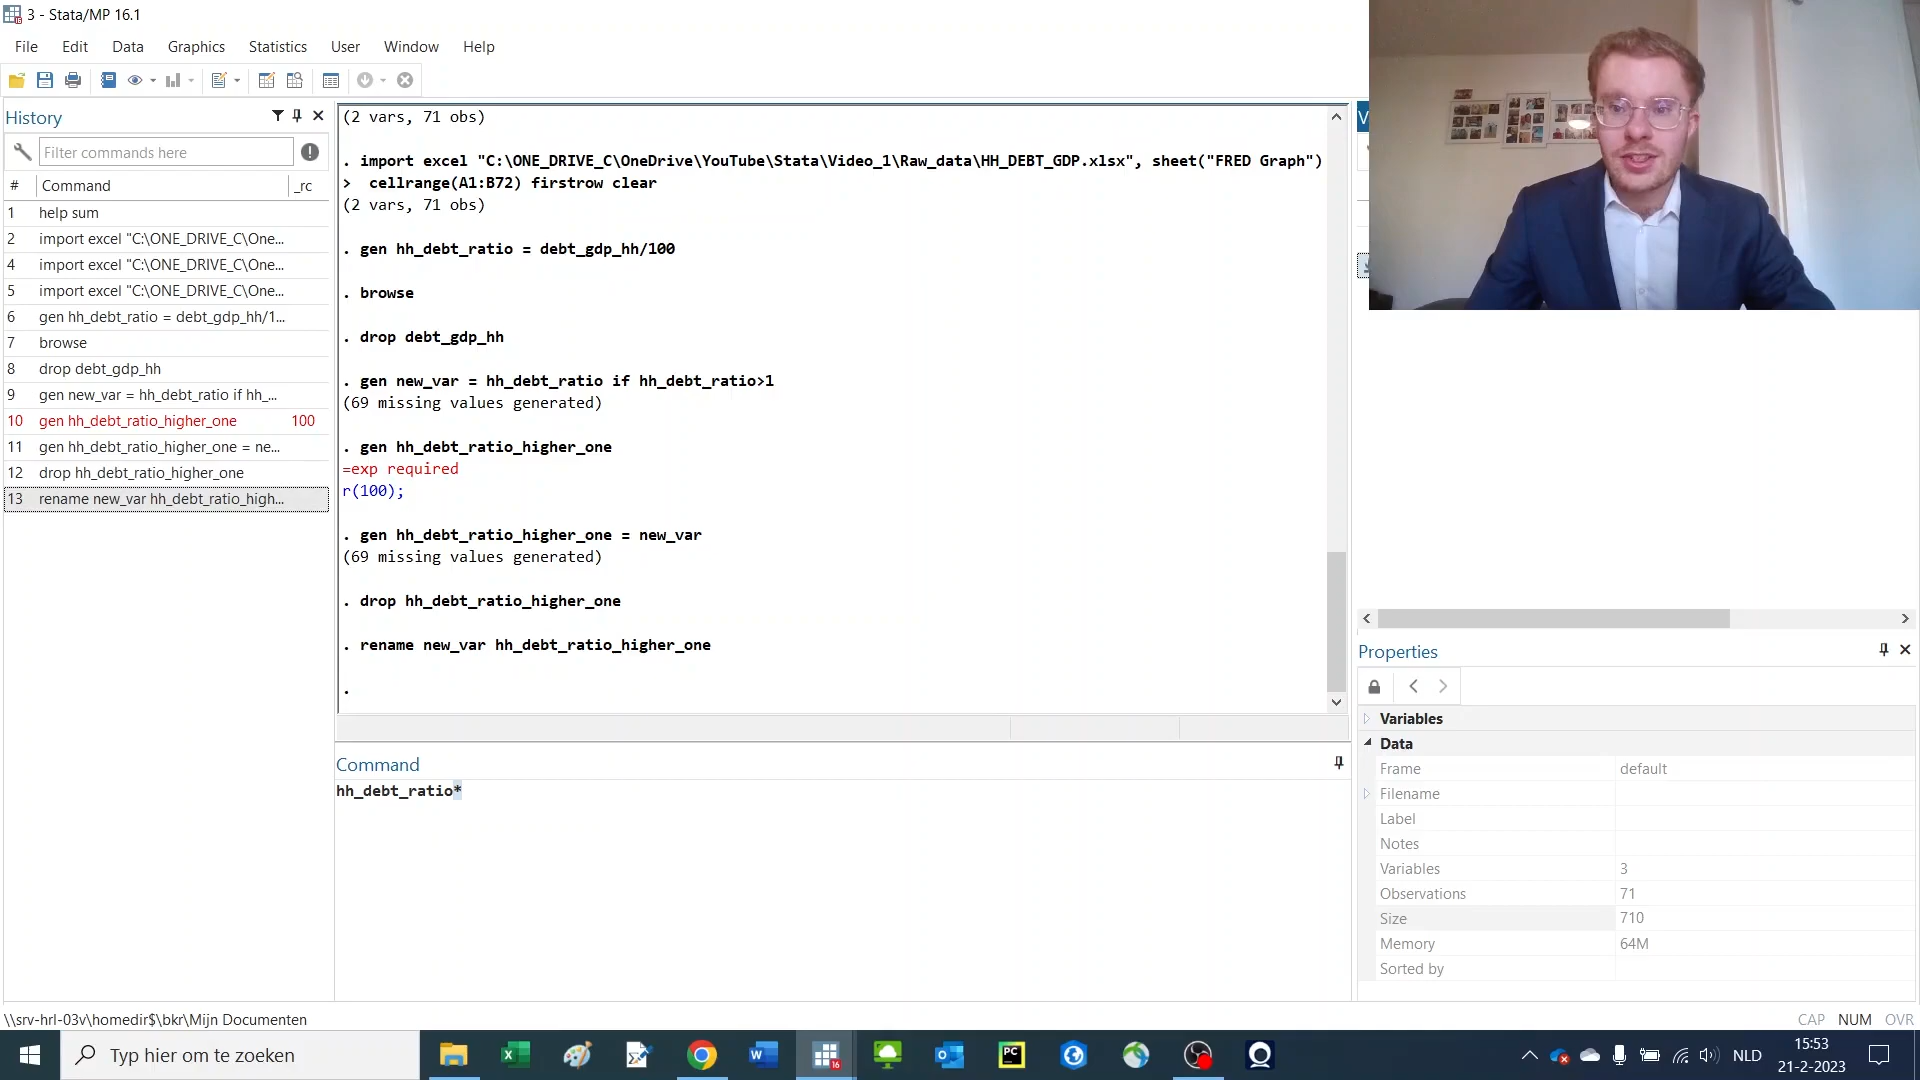 3 - Stata/MP 16.1
File Edit Data Graphics Statistics User Window Help
History
Filter commands here
# Command _rc
1 help sum
2 import excel "C:\ONE_DRIVE_C\One...
4 import excel "C:\ONE_DRIVE_C\One...
5 import excel "C:\ONE_DRIVE_C\One...
6 gen hh_debt_ratio = debt_gdp_hh/1...
7 browse
8 drop debt_gdp_hh
9 gen new_var = hh_debt_ratio if hh_...
10 gen hh_debt_ratio_higher_one 100
11 gen hh_debt_ratio_higher_one = ne...
12 drop hh_debt_ratio_higher_one
13 rename new_var hh_debt_ratio_high...
(2 vars, 71 obs)
. import excel "C:\ONE_DRIVE_C\OneDrive\YouTube\Stata\Video_1\Raw_data\HH_DEBT_GDP.xlsx", sheet("FRED Graph")
> cellrange(A1:B72) firstrow clear
(2 vars, 71 obs)
. gen hh_debt_ratio = debt_gdp_hh/100
. browse
. drop debt_gdp_hh
. gen new_var = hh_debt_ratio if hh_debt_ratio>1
(69 missing values generated)
. gen hh_debt_ratio_higher_one
=exp required
r(100);
. gen hh_debt_ratio_higher_one = new_var
(69 missing values generated)
. drop hh_debt_ratio_higher_one
. rename new_var hh_debt_ratio_higher_one
.
Command
hh_debt_ratio*
V
Properties
Variables
Data
Frame default
Filename
Label
Notes
Variables 3
Observations 71
Size 710
Memory 64M
Sorted by
\\srv-hrl-03v\homedir$\bkr\Mijn Documenten
CAP NUM OVR
Typ hier om te zoeken
16
PC
NLD
15:53
21-2-2023